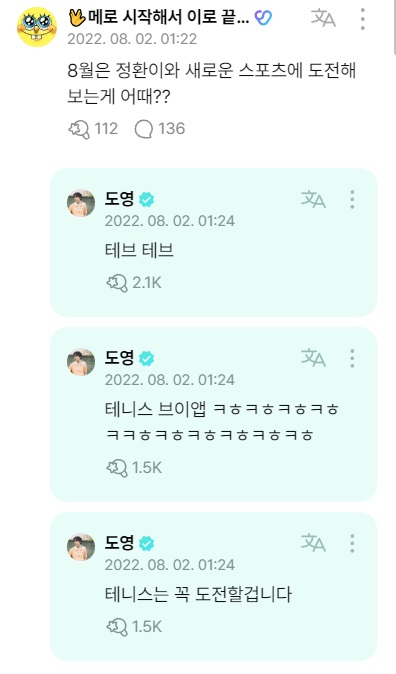 🤟메로 시작해서 이로 끝...
2022. 08. 02. 01:22
8월은 정환이와 새로운 스포츠에 도전해
보는게 어때??
112 136
도영
2022. 08. 02. 01:24
테브 테브
2.1K
도영
2022. 08. 02. 01:24
테니스 브이앱 ㅋㅎㅋㅎㅋㅎㅋㅎ
ㅋㅋㅎㅋㅎㅋㅎㅋㅎㅋㅎㅋㅎ
1.5K
도영
2022. 08. 02. 01:24
테니스는 꼭 도전할겁니다
1.5K